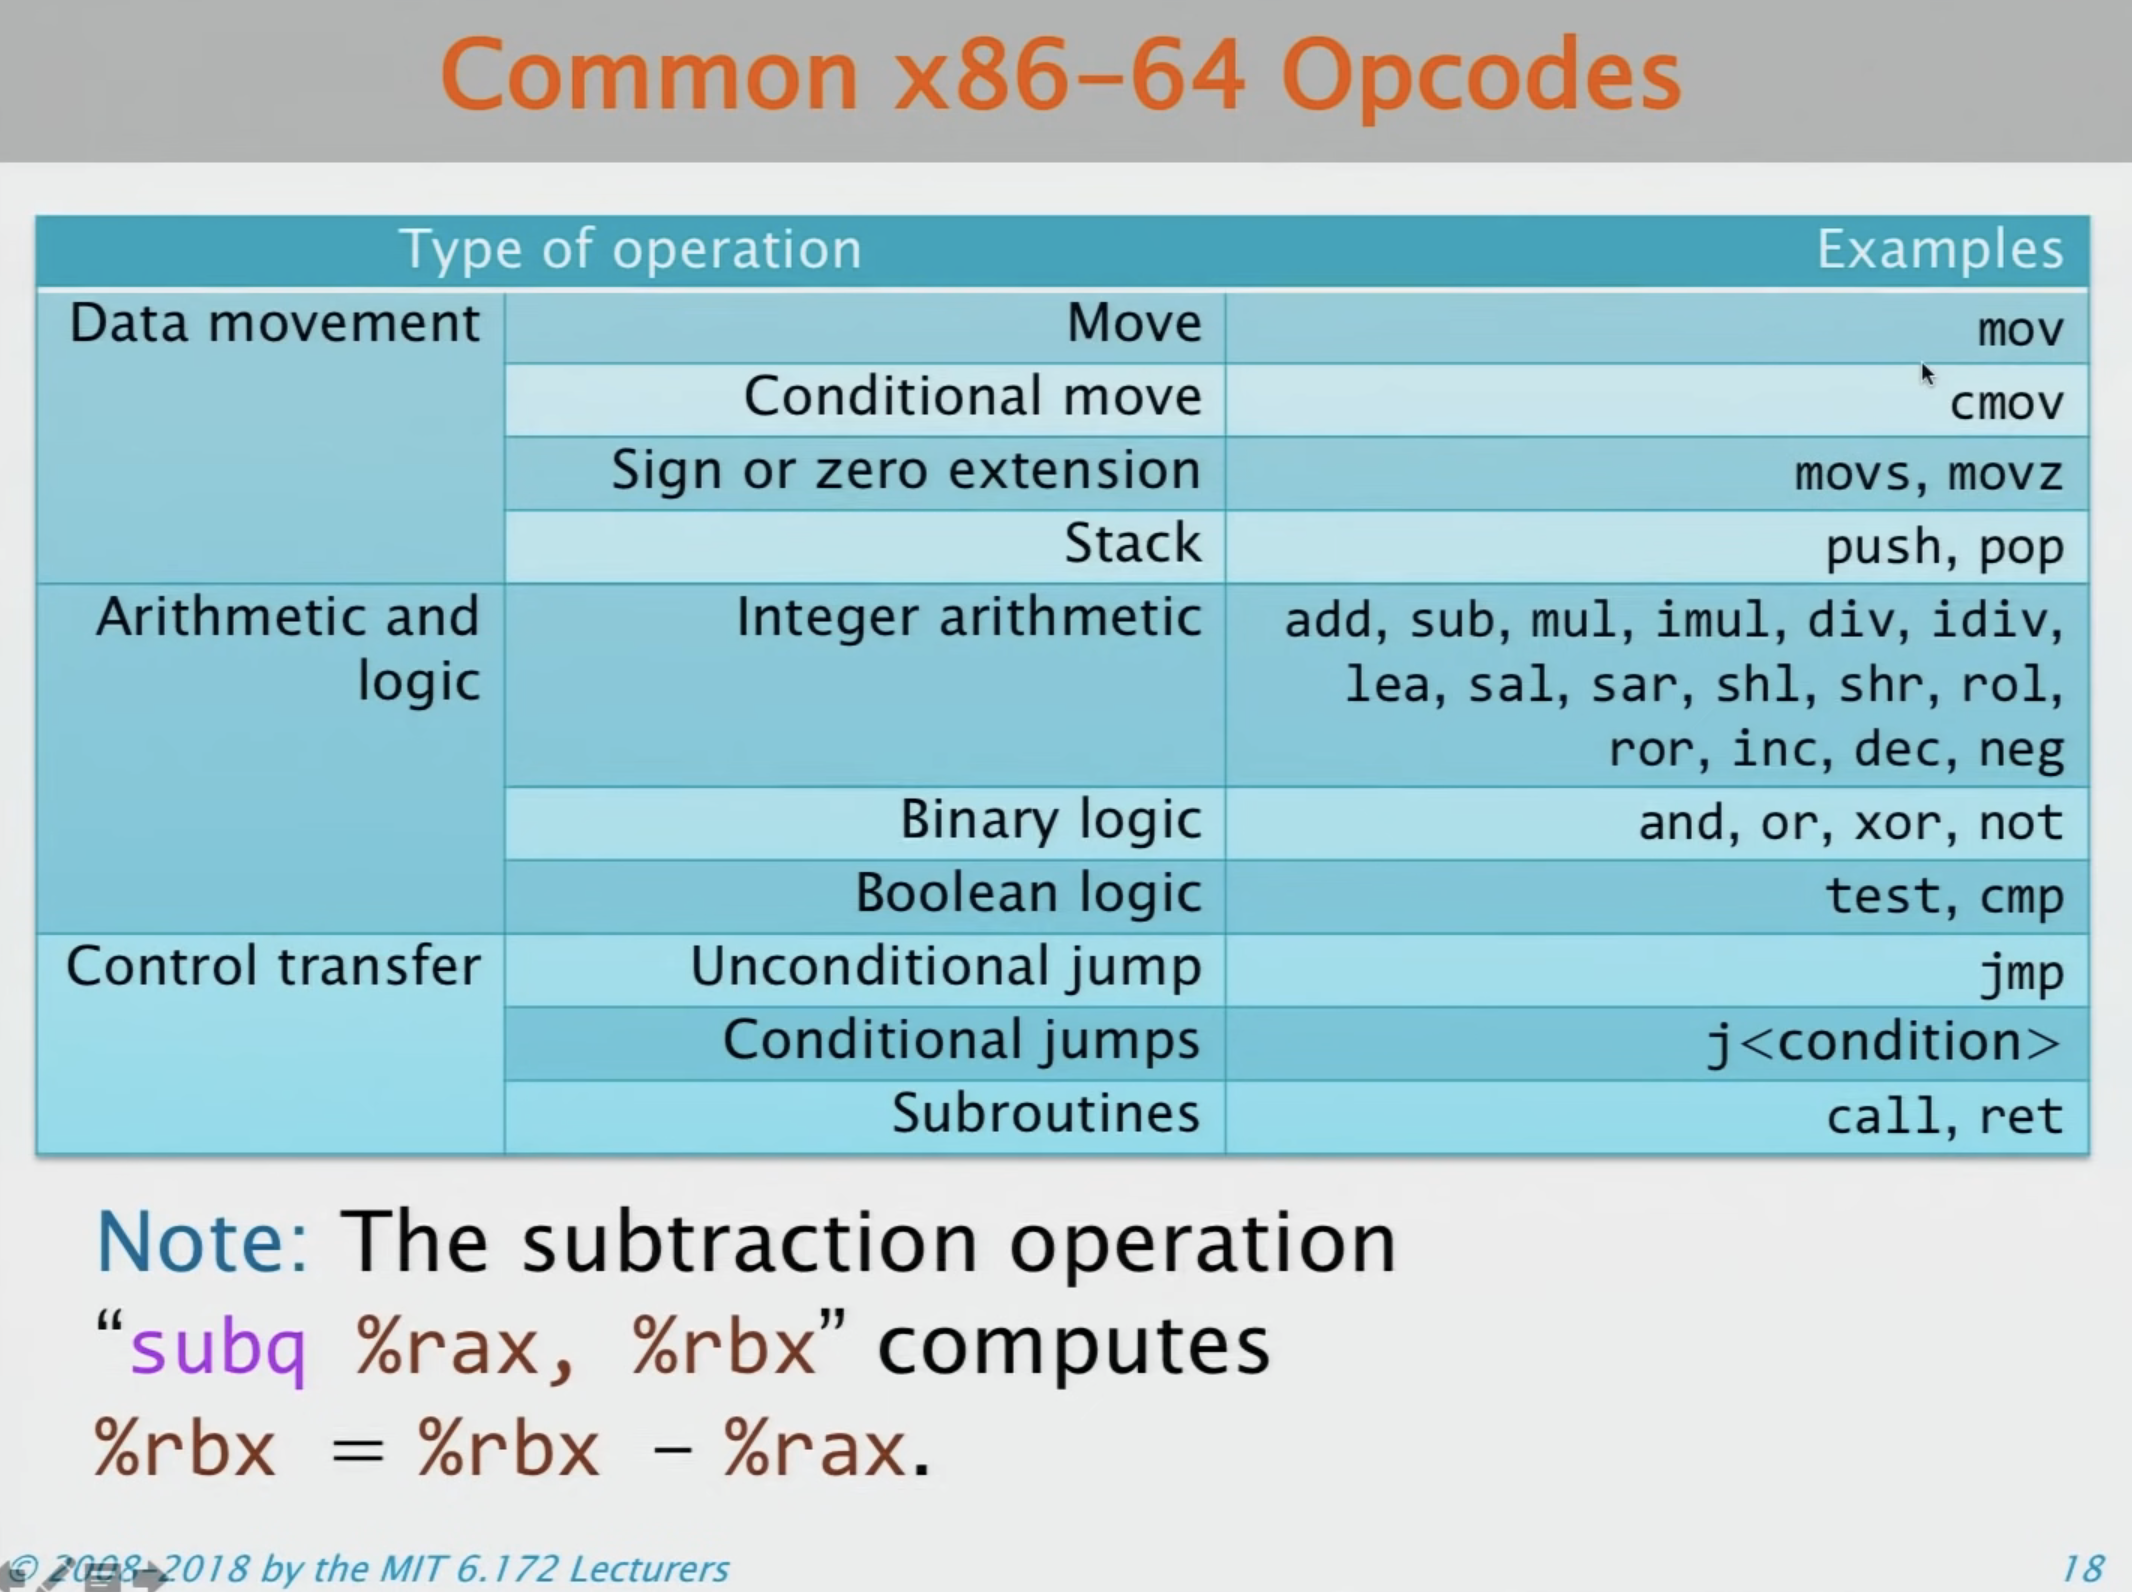 Common x86-64 Opcodes
Type of operation Examples
Data movement Move mov
Conditional move cmov
Sign or zero extension movs, movz
Stack push, pop
Arithmetic and logic Integer arithmetic add, sub, mul, imul, div, idiv,
lea, sal, sar, shl, shr, rol,
ror, inc, dec, neg
Binary logic and, or, xor, not
Boolean logic test, cmp
Control transfer Unconditional jump jmp
Conditional jumps j<condition>
Subroutines call, ret
Note: The subtraction operation
“subq %rax, %rbx” computes
%rbx = %rbx - %rax.
© 2008-2018 by the MIT 6.172 Lecturers 18